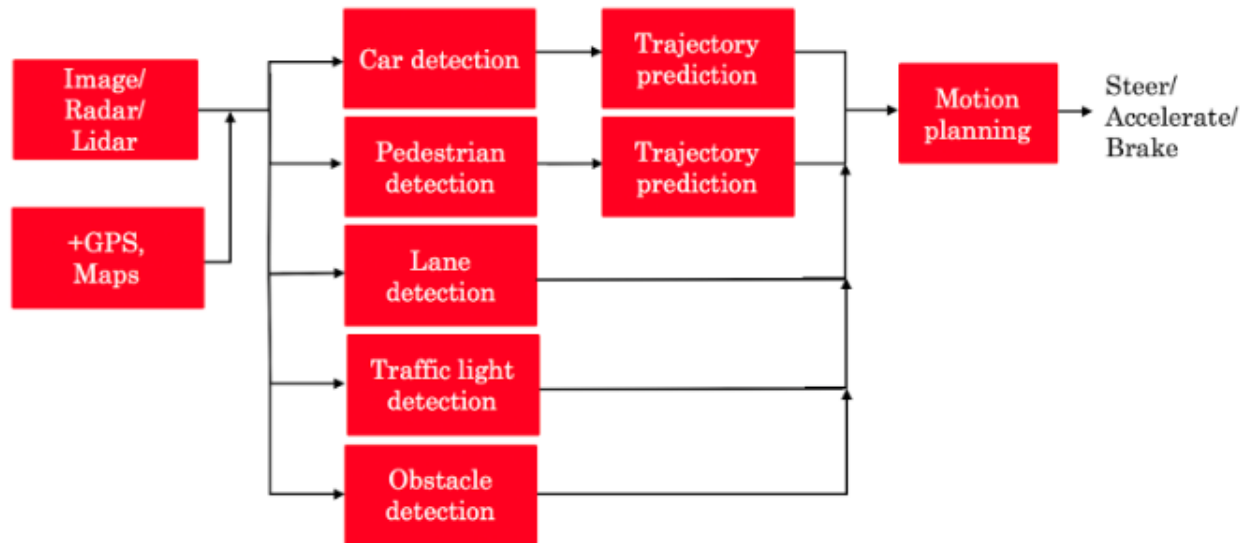 Image/
Radar/
Lidar
+GPS,
Maps
Car detection
Trajectory
prediction
Pedestrian
detection
Trajectory
prediction
Lane
detection
Traffic light
detection
Obstacle
detection
Motion
planning
Steer/
Accelerate/
Brake